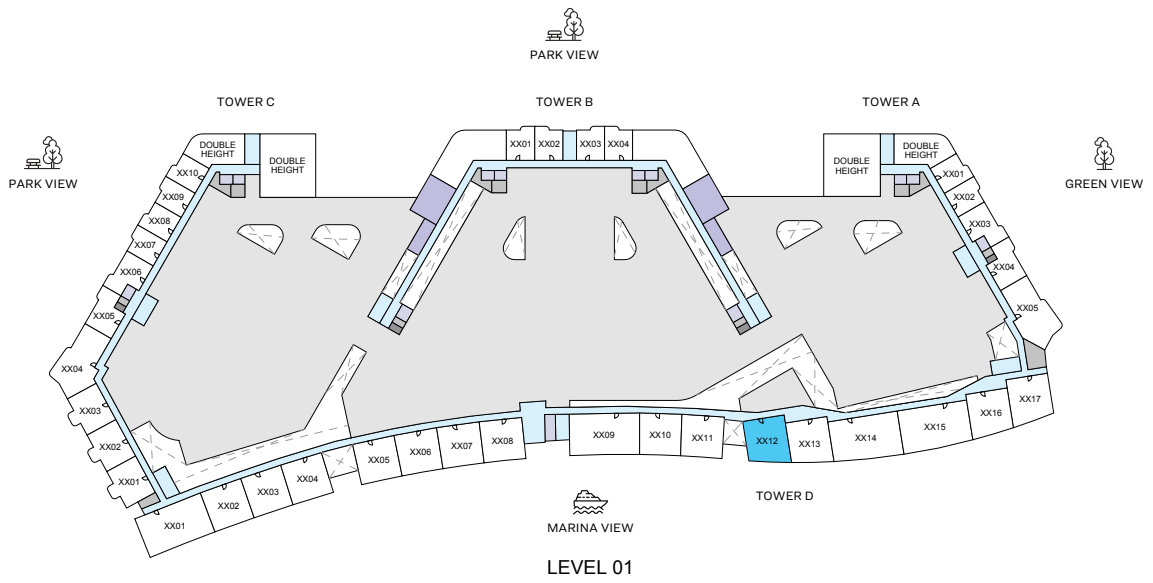 PARK VIEW
TOWER C
TOWER B
TOWER A
PARK VIEW
GREEN VIEW
DOUBLE
HEIGHT
DOUBLE
HEIGHT
XX10
XX09
XX08
XX07
XX06
XX05
XX04
XX03
XX02
XX01
XX01
XX02
XX03
XX04
DOUBLE
HEIGHT
DOUBLE
HEIGHT
XX01
XX02
XX03
XX04
XX05
XX01
XX02
XX03
XX04
XX05
XX06
XX07
XX08
XX09
XX10
XX11
XX12
XX13
XX14
XX15
XX16
XX17
TOWER D
MARINA VIEW
LEVEL 01